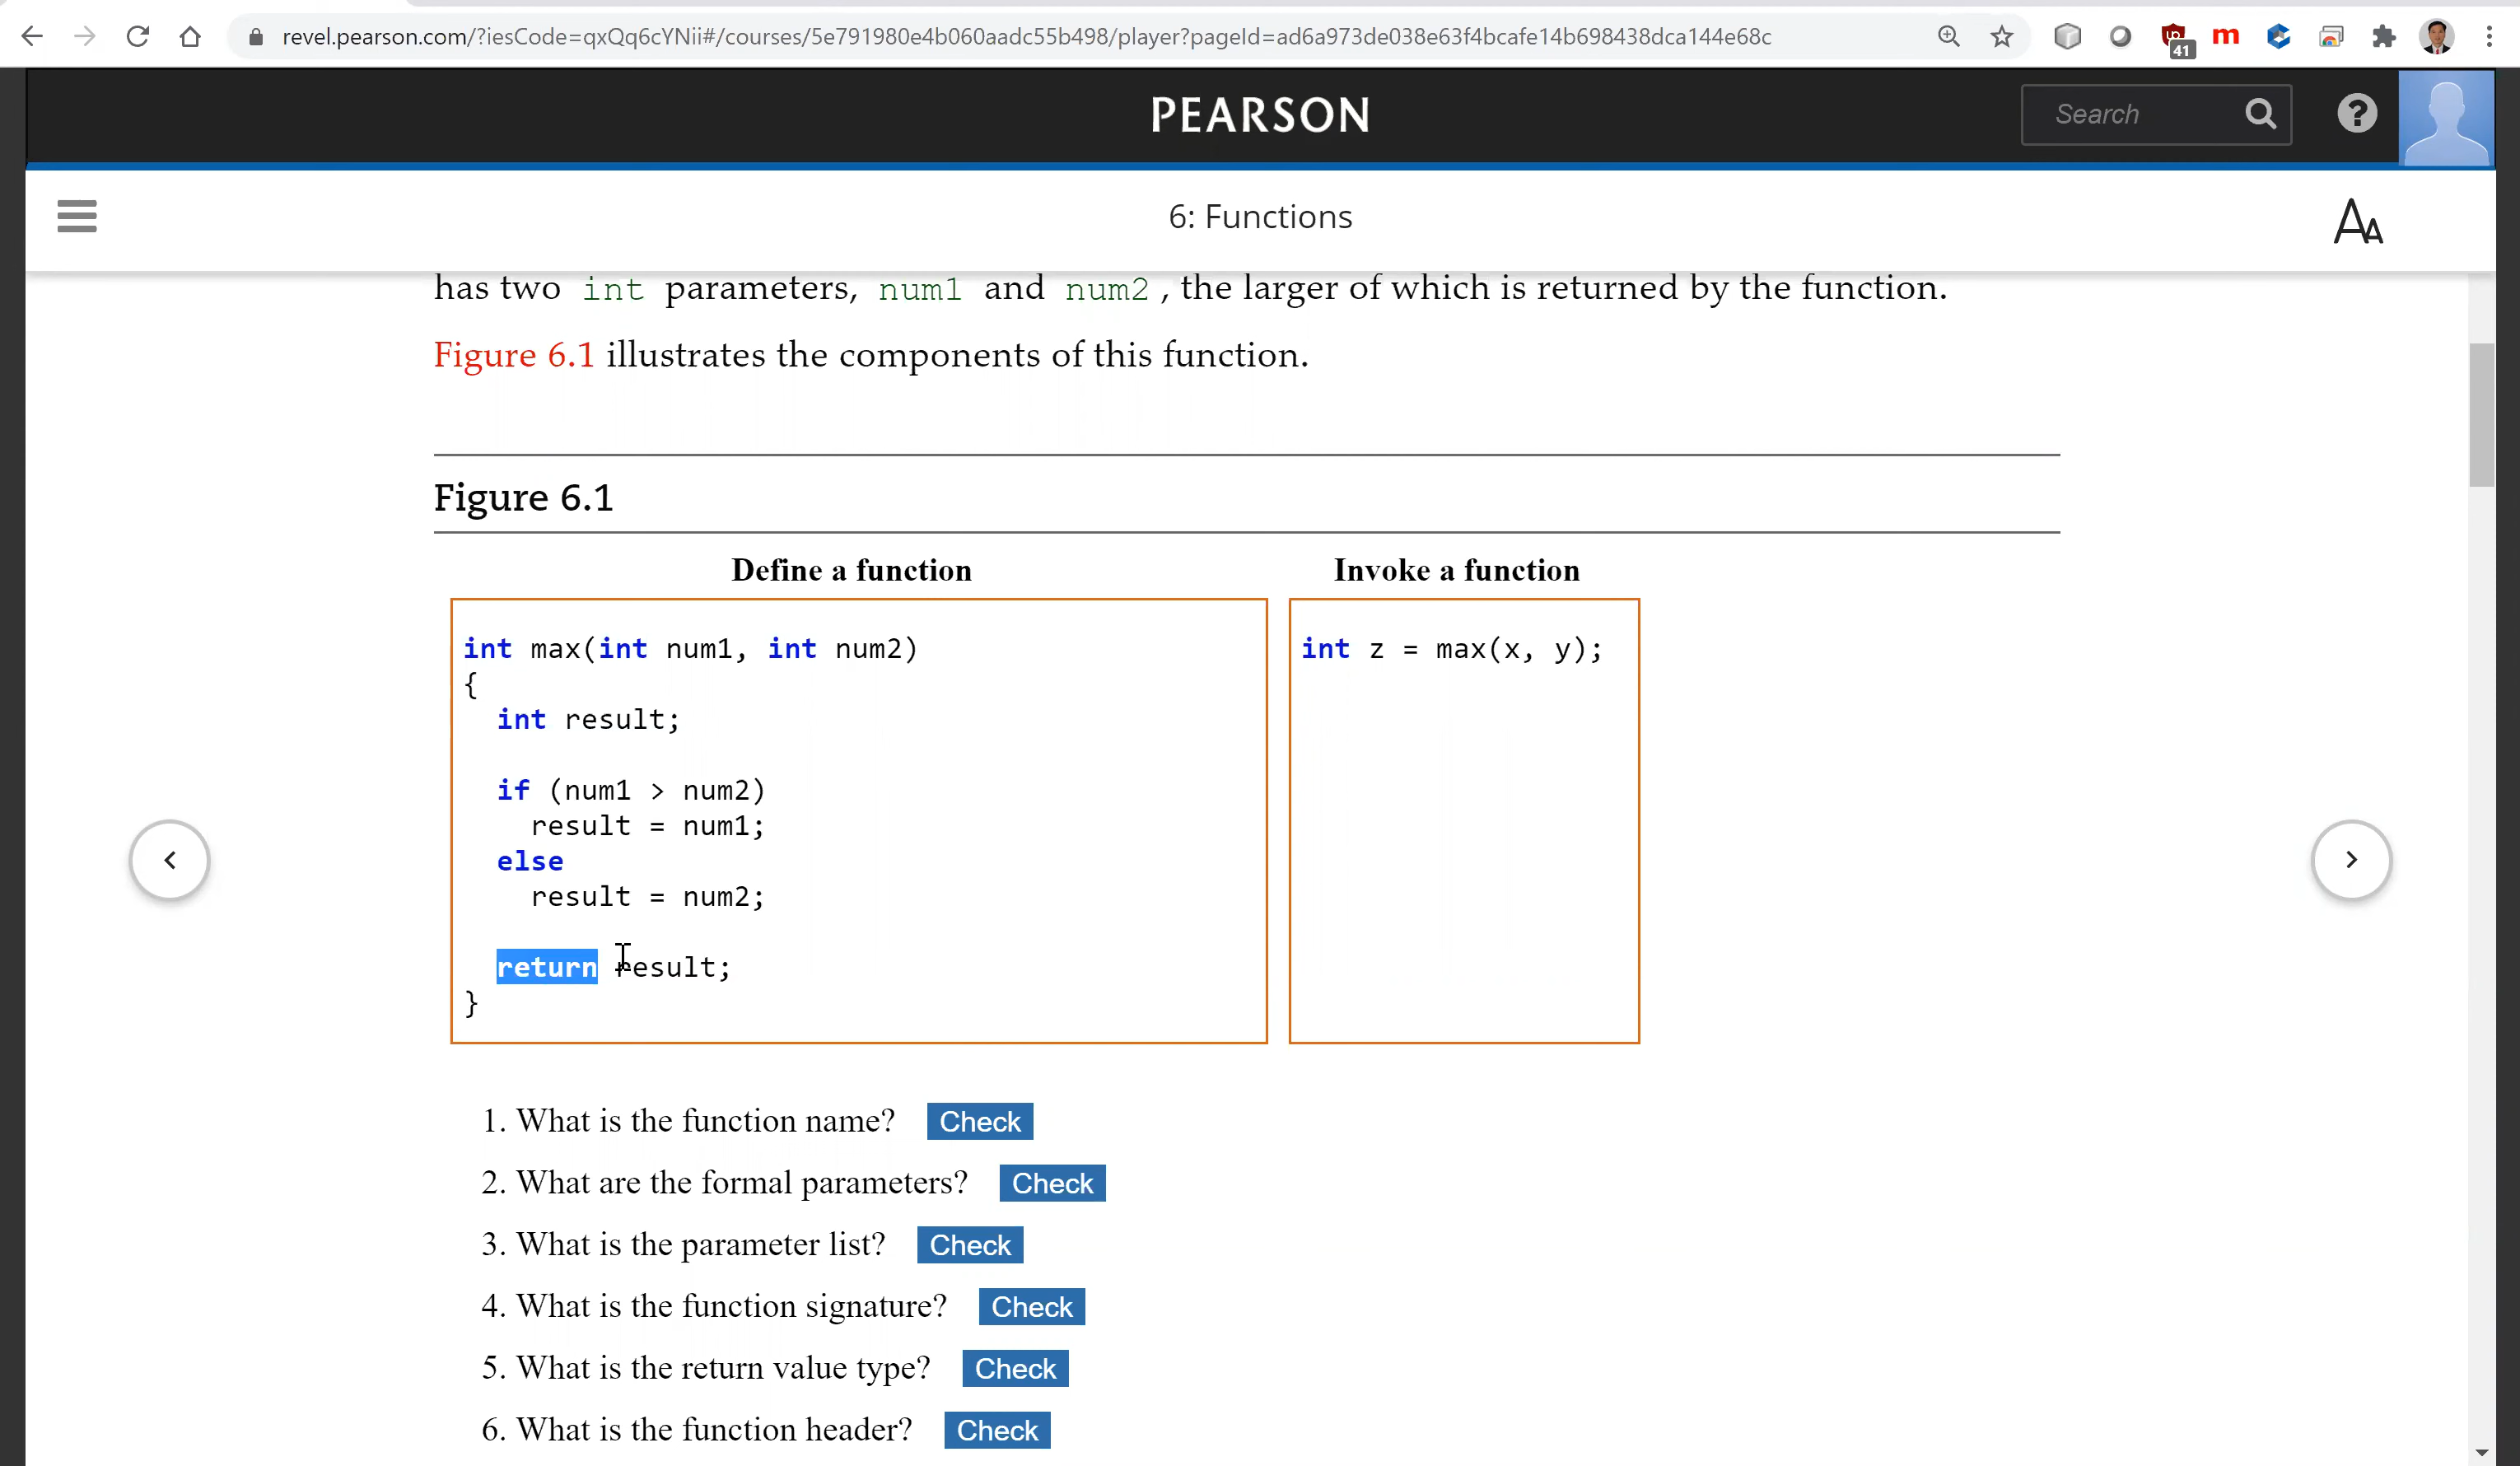 revel.pearson.com/?iesCode=qxQq6cYNii#/courses/5e791980e4b060aadc55b498/player?pageId=ad6a973de038e63f4bcafe14b698438dca144e68c
41
m
PEARSON
Search
?
6: Functions
AA
has two int parameters, num1 and num2 , the larger of which is returned by the function.
Figure 6.1 illustrates the components of this function.
Figure 6.1
Define a function
Invoke a function
int max(int num1, int num2)
{
int result;
if (num1 > num2)
result = num1;
else
result = num2;
return result;
}
int z = max(x, y);
1. What is the function name? Check
2. What are the formal parameters? Check
3. What is the parameter list? Check
4. What is the function signature? Check
5. What is the return value type? Check
6. What is the function header? Check